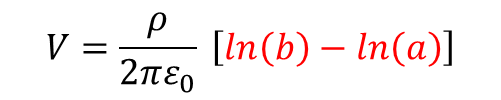 V = ρ / 2πε₀ [ln(b) − ln(a)]